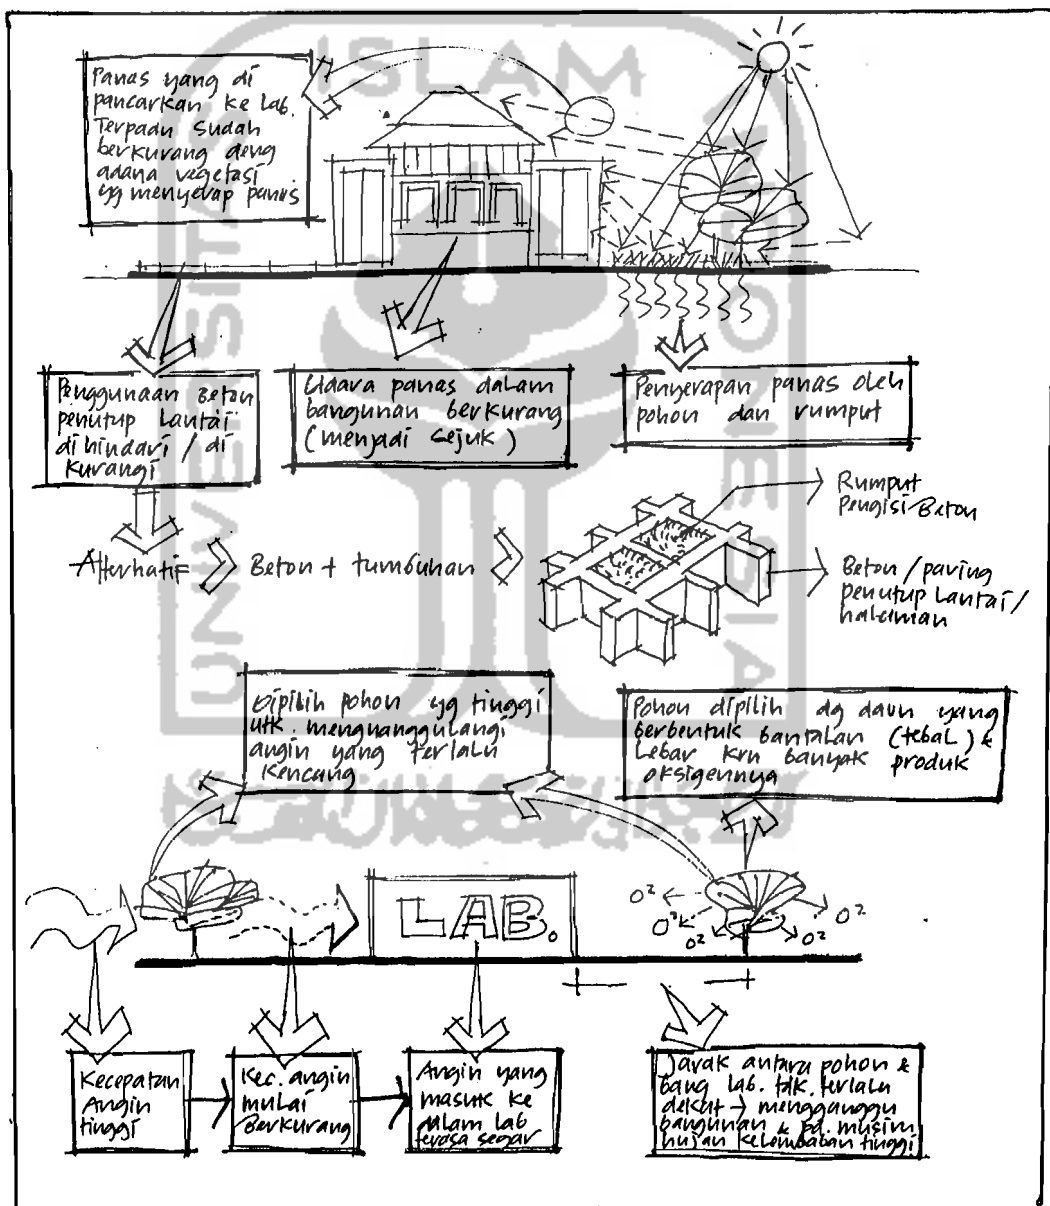 Panas yang di
pancarkan ke lab.
Terpadu sudah
berkurang deng
adana vegetasi
yg menyerap panas
Penggunaan Beton
penutup Lantai
dihindari / di
kurangi
Udara panas dalam
bangunan berkurang
(menjadi sejuk)
Penyerapan panas oleh
pohon dan rumput
Alternatif
Beton + tumbuhan
Rumput
Pengisi Beton
Beton / paving
penutup Lantai /
halaman
Dipilih pohon yg tinggi
utk. menguanggulangi
angin yang terlalu
kencang
Pohon dipilih dg daun yang
berbentuk bantalan (tebal) &
Lebar krn banyak produk
oksigennya
LAB.
O²
O²
O²
O²
O²
Kecepatan
Angin
tinggi
Kec. angin
mulai
Berkurang
Angin yang
masuk ke
dalam lab
terasa segar
Jarak antara pohon &
bang lab. tdk. terlalu
dekat → mengganggu
bangunan & pd. musim
hujan kelembaban tinggi
UNIVERSITAS
ISLAM
INDONESIA